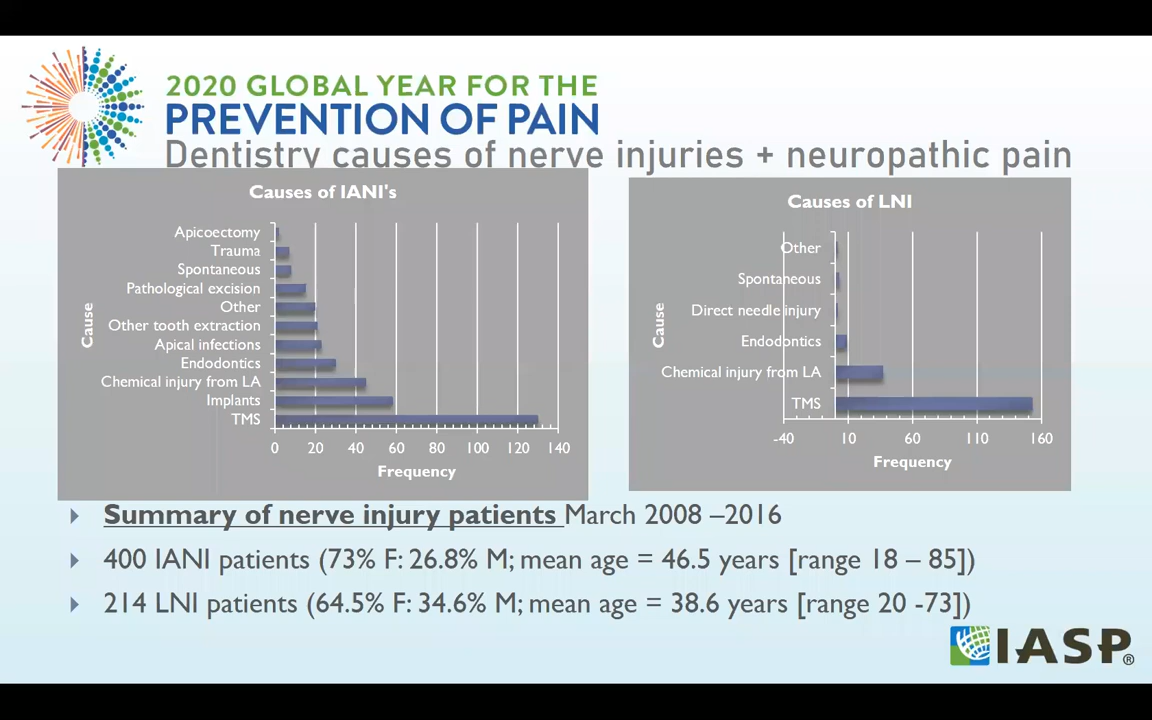 2020 GLOBAL YEAR FOR THE
PREVENTION OF PAIN
Dentistry causes of nerve injuries + neuropathic pain
Causes of IANI's
Cause
Apicoectomy
Trauma
Spontaneous
Pathological excision
Other
Other tooth extraction
Apical infections
Endodontics
Chemical injury from LA
Implants
TMS
0 20 40 60 80 100 120 140
Frequency
Causes of LNI
Cause
Other
Spontaneous
Direct needle injury
Endodontics
Chemical injury from LA
TMS
-40 10 60 110 160
Frequency
Summary of nerve injury patients March 2008 –2016
400 IANI patients (73% F: 26.8% M; mean age = 46.5 years [range 18 – 85])
214 LNI patients (64.5% F: 34.6% M; mean age = 38.6 years [range 20 -73])
IASP®